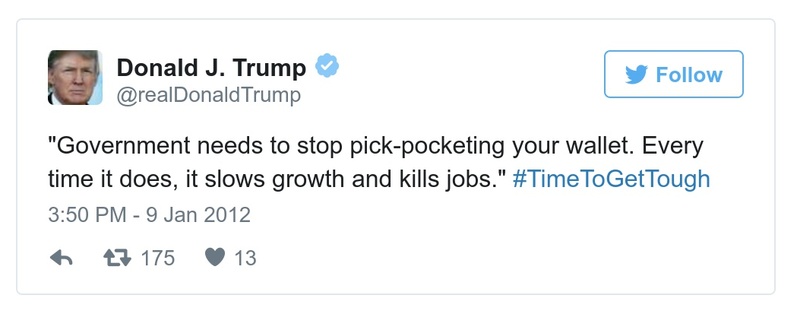 Donald J. Trump
@realDonaldTrump
Follow
"Government needs to stop pick-pocketing your wallet. Every
time it does, it slows growth and kills jobs." #TimeToGetTough
3:50 PM - 9 Jan 2012
175 13